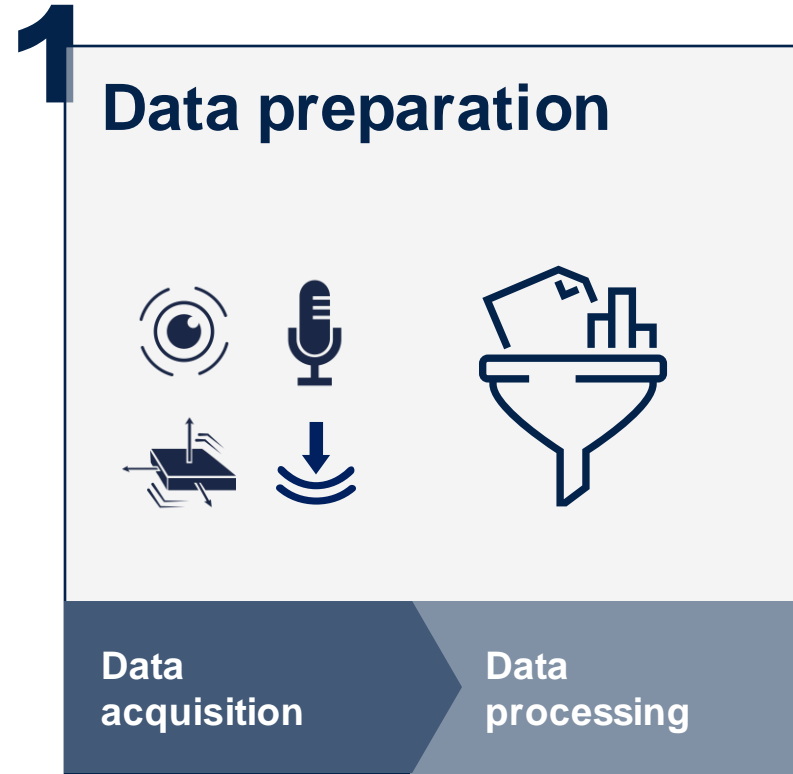 1
Data preparation
Data
acquisition
Data
processing